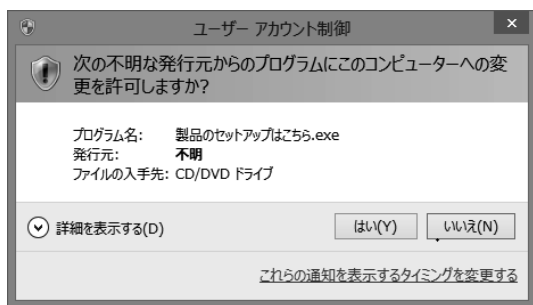 ユーザー アカウント制御
次の不明な発行元からのプログラムにこのコンピューターへの変
更を許可しますか?
プログラム名: 製品のセットアップはこちら.exe
発行元: 不明
ファイルの入手先: CD/DVD ドライブ
詳細を表示する(D)
はい(Y) いいえ(N)
これらの通知を表示するタイミングを変更する